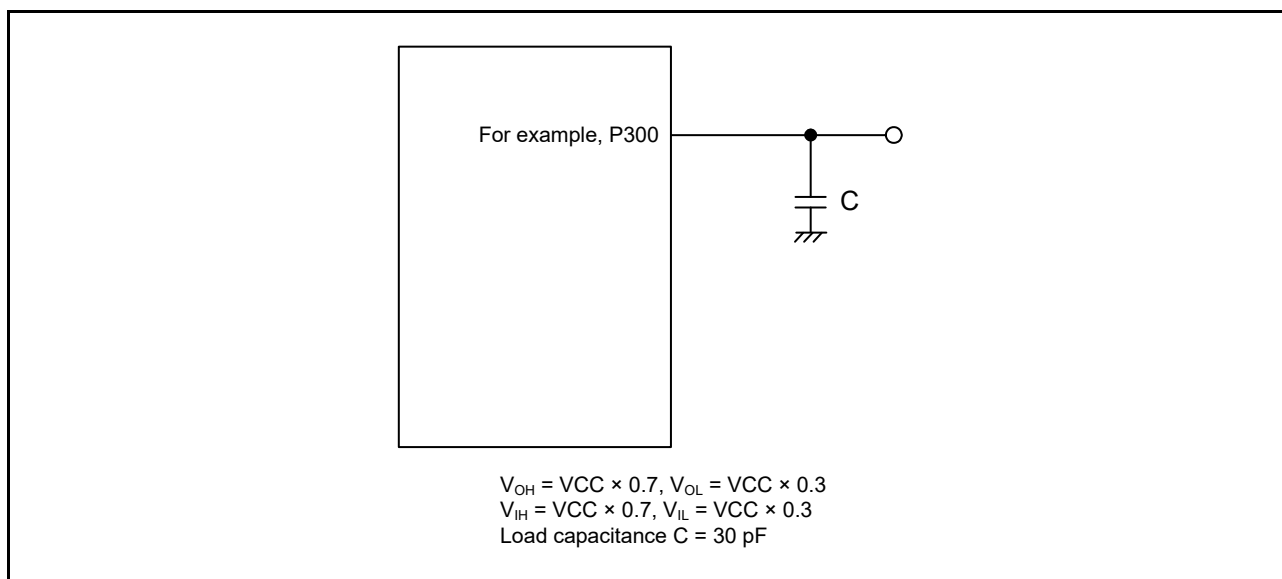 For example, P300
C
V_OH = VCC × 0.7, V_OL = VCC × 0.3
V_IH = VCC × 0.7, V_IL = VCC × 0.3
Load capacitance C = 30 pF